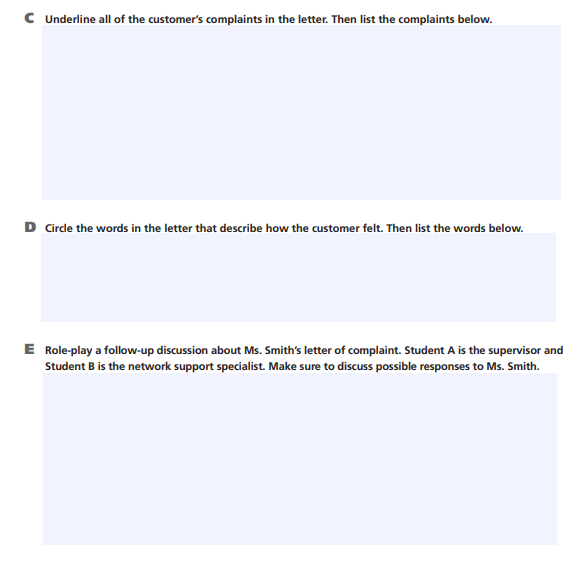 C Underline all of the customer's complaints in the letter. Then list the complaints below.
D Circle the words in the letter that describe how the customer felt. Then list the words below.
E Role-play a follow-up discussion about Ms. Smith's letter of complaint. Student A is the supervisor and
Student B is the network support specialist. Make sure to discuss possible responses to Ms. Smith.